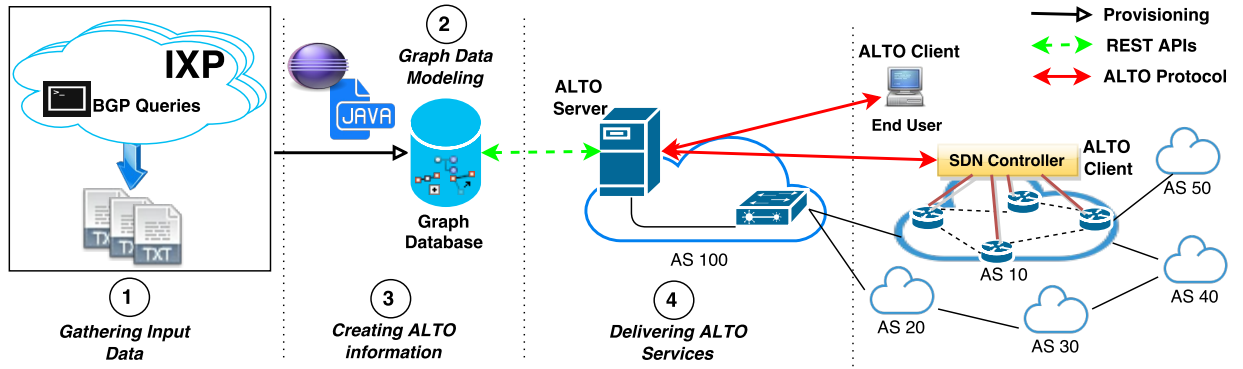 IXP
>_
BGP Queries
TXT
TXT
TXT
1
Gathering Input
Data
2
Graph Data
Modeling
JAVA
Graph
Database
3
Creating ALTO
information
ALTO
Server
AS 100
4
Delivering ALTO
Services
Provisioning
REST APIs
ALTO Protocol
ALTO Client
End User
SDN Controller
ALTO
Client
AS 10
AS 50
AS 40
AS 20
AS 30